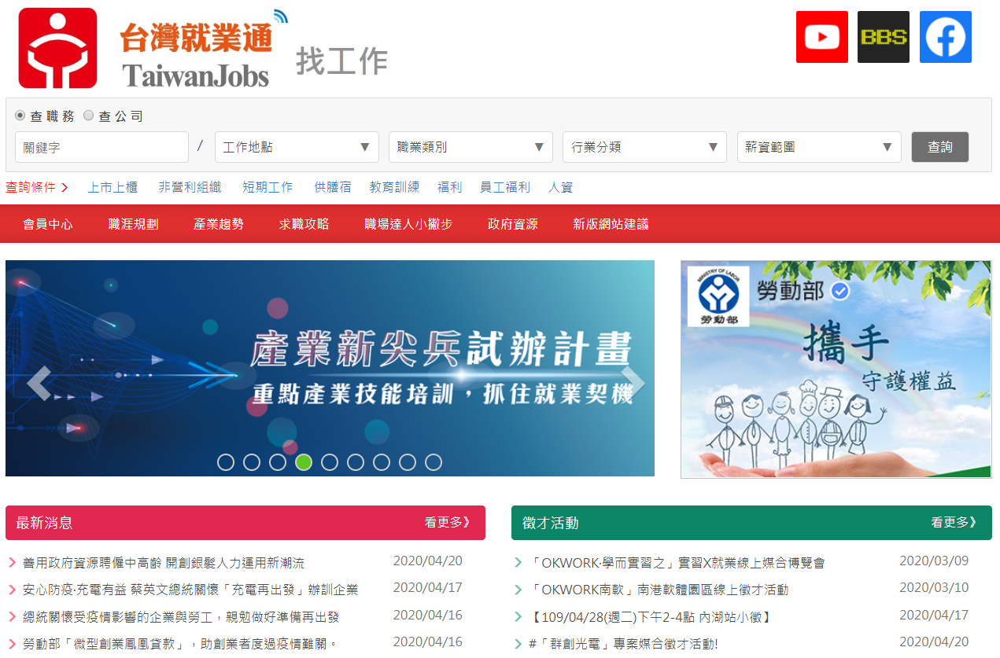 台灣就業通
TaiwanJobs
找工作
BBS
查職務 查公司
關鍵字 / 工作地點 ▼ 職業類別 ▼ 行業分類 ▼ 薪資範圍 ▼ 查詢
查詢條件 上市上櫃 非營利組織 短期工作 供膳宿 教育訓練 福利 員工福利 人資
會員中心 職涯規劃 產業趨勢 求職攻略 職場達人小撇步 政府資源 新版網站建議
產業新尖兵試辦計畫
重點產業技能培訓，抓住就業契機
MINISTRY OF LABOR
勞動部
勞動部
攜手
守護權益
最新消息 看更多》
善用政府資源聘僱中高齡 開創銀髮人力運用新潮流 2020/04/20
安心防疫‧充電有益 蔡英文總統關懷「充電再出發」辦訓企業 2020/04/17
總統關懷受疫情影響的企業與勞工，親勉做好準備再出發 2020/04/16
勞動部「微型創業鳳凰貸款」，助創業者度過疫情難關。 2020/04/16
徵才活動 看更多》
「OKWORK‧學而實習之」實習X就業線上媒合博覽會 2020/03/09
「OKWORK南軟」南港軟體園區線上徵才活動 2020/03/10
【109/04/28(週二)下午2-4點 內湖站小徵】 2020/04/17
#「群創光電」專案媒合徵才活動! 2020/04/20